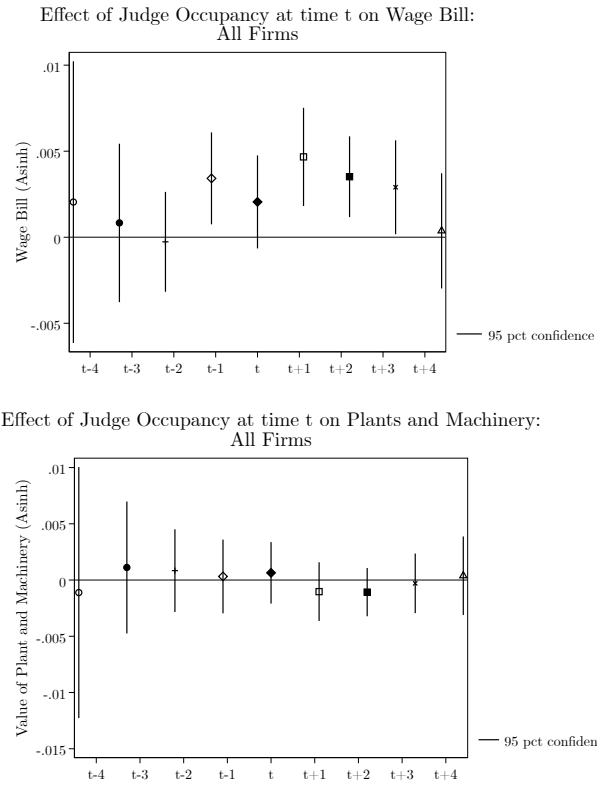 Effect of Judge Occupancy at time t on Wage Bill:
All Firms
Wage Bill (Asinh)
.01
.005
0
-.005
t-4 t-3 t-2 t-1 t t+1 t+2 t+3 t+4
95 pct confidence
Effect of Judge Occupancy at time t on Plants and Machinery:
All Firms
Value of Plant and Machinery (Asinh)
.01
.005
0
-.005
-.01
-.015
t-4 t-3 t-2 t-1 t t+1 t+2 t+3 t+4
95 pct confiden